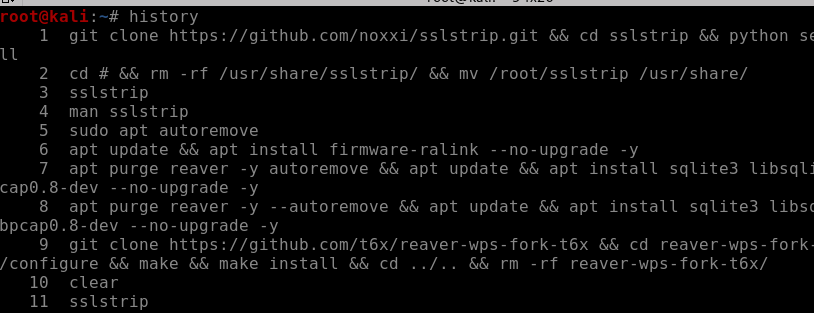 root@kali:~# history
1 git clone https://github.com/noxxi/sslstrip.git && cd sslstrip && python se
ll
2 cd # && rm -rf /usr/share/sslstrip/ && mv /root/sslstrip /usr/share/
3 sslstrip
4 man sslstrip
5 sudo apt autoremove
6 apt update && apt install firmware-ralink --no-upgrade -y
7 apt purge reaver -y autoremove && apt update && apt install sqlite3 libsqli
cap0.8-dev --no-upgrade -y
8 apt purge reaver -y --autoremove && apt update && apt install sqlite3 libsq
bpcap0.8-dev --no-upgrade -y
9 git clone https://github.com/t6x/reaver-wps-fork-t6x && cd reaver-wps-fork-
/configure && make && make install && cd ../.. && rm -rf reaver-wps-fork-t6x/
10 clear
11 sslstrip